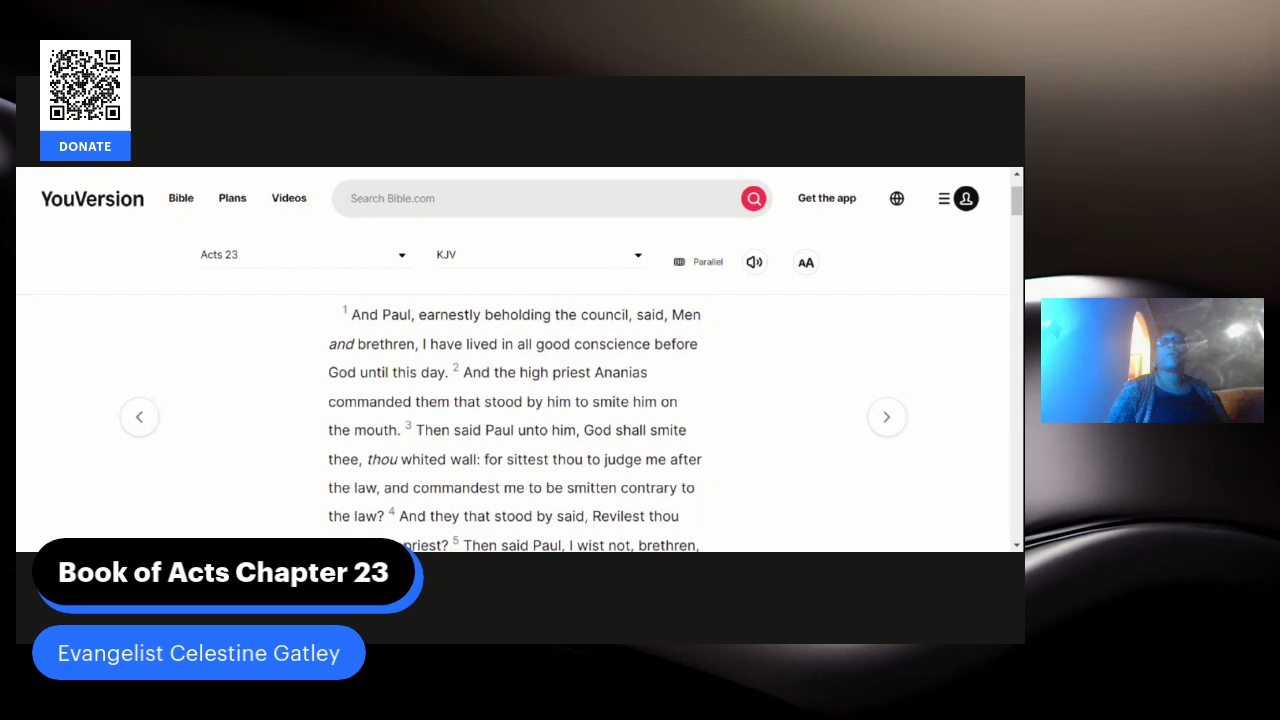 DONATE
YouVersion Bible Plans Videos Search Bible.com Get the app
Acts 23 KJV Parallel AA
1 And Paul, earnestly beholding the council, said, Men
and brethren, I have lived in all good conscience before
God until this day. 2 And the high priest Ananias
commanded them that stood by him to smite him on
the mouth. 3 Then said Paul unto him, God shall smite
thee, thou whited wall: for sittest thou to judge me after
the law, and commandest me to be smitten contrary to
the law? 4 And they that stood by said, Revilest thou
priest? 5 Then said Paul, I wist not, brethren,
Book of Acts Chapter 23
Evangelist Celestine Gatley